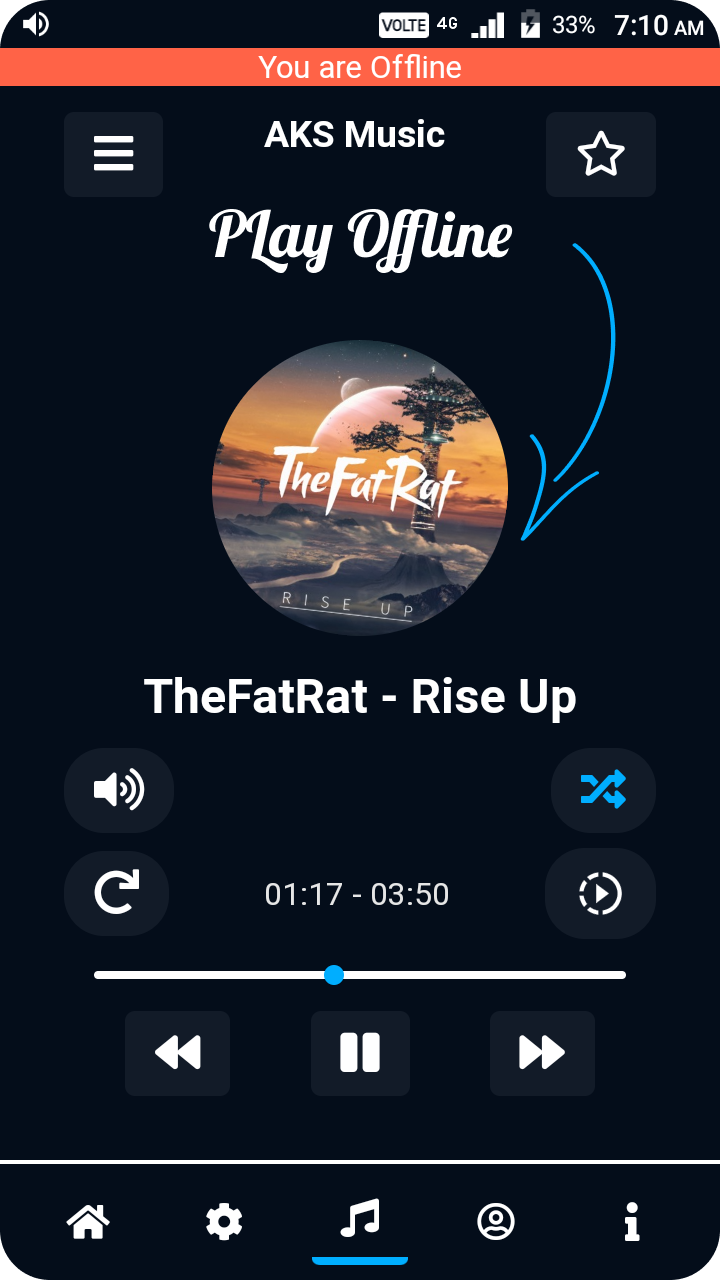 VOLTE 4G 33% 7:10 AM
You are Offline
AKS Music
PLay Offline
TheFatRat
RISE UP
TheFatRat - Rise Up
01:17 - 03:50